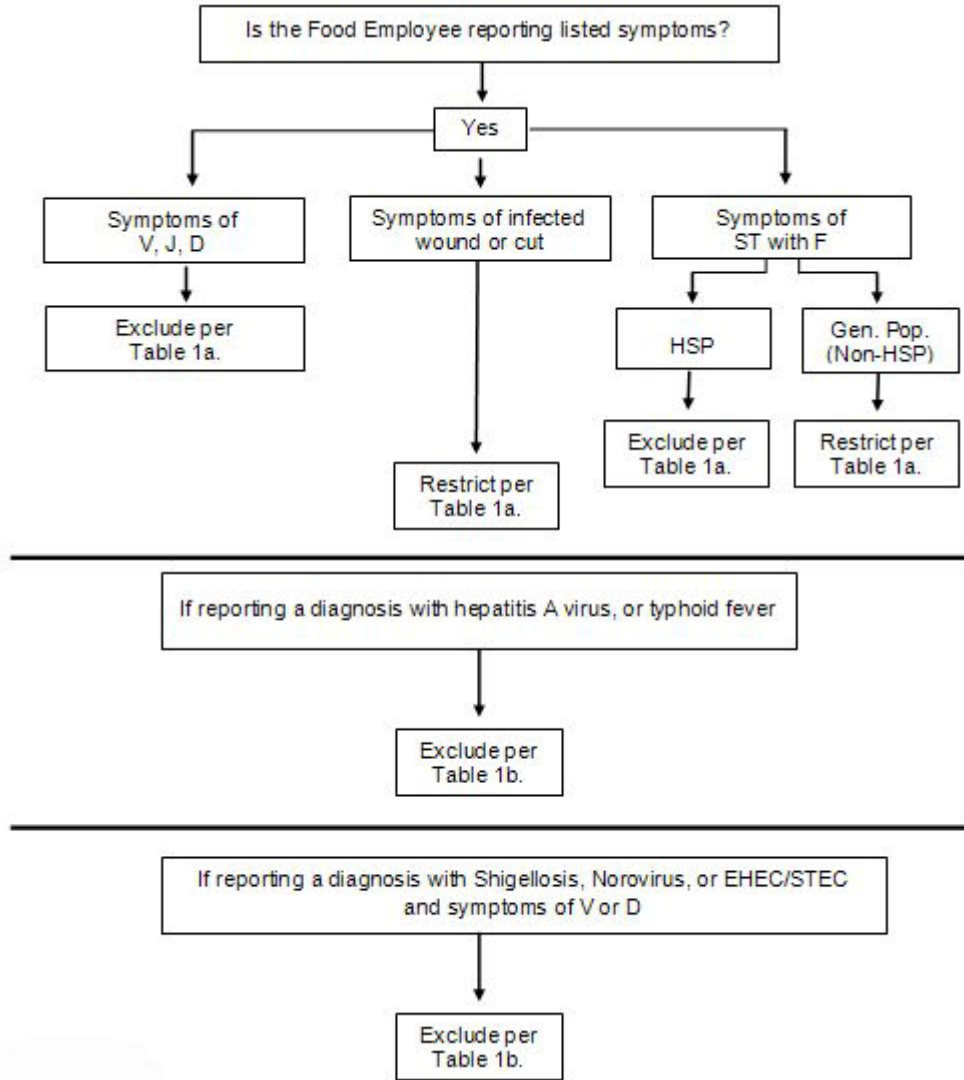 Is the Food Employee reporting listed symptoms?
Yes
Symptoms of
V, J, D
Symptoms of infected
wound or cut
Symptoms of
ST with F
Exclude per
Table 1a.
HSP
Gen. Pop.
(Non-HSP)
Exclude per
Table 1a.
Restrict per
Table 1a.
Restrict per
Table 1a.
If reporting a diagnosis with hepatitis A virus, or typhoid fever
Exclude per
Table 1b.
If reporting a diagnosis with Shigellosis, Norovirus, or EHEC/STEC
and symptoms of V or D
Exclude per
Table 1b.